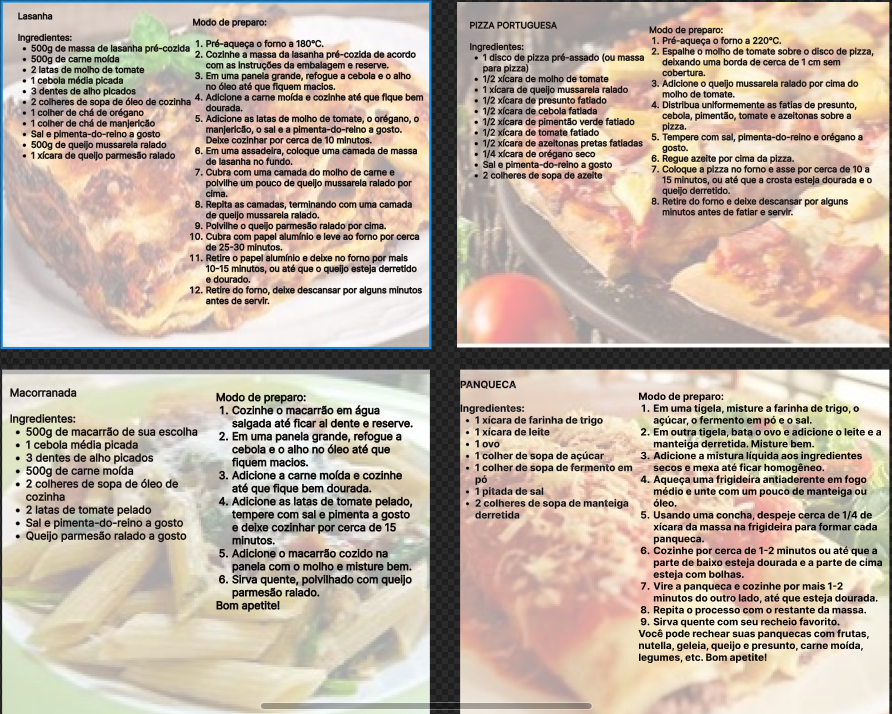 Lasanha
Ingredientes:
• 500g de massa de lasanha pré-cozida
• 500g de carne moída
• 2 latas de molho de tomate
• 1 cebola média picada
• 3 dentes de alho picados
• 2 colheres de sopa de óleo de cozinha
• 1 colher de chá de orégano
• 1 colher de chá de manjericão
• Sal e pimenta-do-reino a gosto
• 500g de queijo mussarela ralado
• 1 xícara de queijo parmesão ralado
Modo de preparo:
1. Pré-aqueça o forno a 180°C.
2. Cozinhe a massa da lasanha pré-cozida de acordo
com as instruções da embalagem e reserve.
3. Em uma panela grande, refogue a cebola e o alho
no óleo até que fiquem macios.
4. Adicione a carne moída e cozinhe até que fique bem
dourada.
5. Adicione as latas de molho de tomate, o orégano, o
manjericão, o sal e a pimenta-do-reino a gosto.
Deixe cozinhar por cerca de 10 minutos.
6. Em uma assadeira, coloque uma camada de massa
de lasanha no fundo.
7. Cubra com uma camada do molho de carne e
polvilhe um pouco de queijo mussarela ralado por
cima.
8. Repita as camadas, terminando com uma camada
de queijo mussarela ralado.
9. Polvilhe o queijo parmesão ralado por cima.
10. Cubra com papel alumínio e leve ao forno por cerca
de 25-30 minutos.
11. Retire o papel alumínio e deixe no forno por mais
10-15 minutos, ou até que o queijo esteja derretido
e dourado.
12. Retire do forno, deixe descansar por alguns minutos
antes de servir.
PIZZA PORTUGUESA
Ingredientes:
• 1 disco de pizza pré-assado (ou massa
para pizza)
• 1/2 xícara de molho de tomate
• 1 xícara de queijo mussarela ralado
• 1/2 xícara de presunto fatiado
• 1/2 xícara de cebola fatiada
• 1/2 xícara de pimentão verde fatiado
• 1/2 xícara de tomate fatiado
• 1/2 xícara de azeitonas pretas fatiadas
• 1/4 xícara de orégano seco
• Sal e pimenta-do-reino a gosto
• 2 colheres de sopa de azeite
Modo de preparo:
1. Pré-aqueça o forno a 220°C.
2. Espalhe o molho de tomate sobre o disco de pizza,
deixando uma borda de cerca de 1 cm sem
cobertura.
3. Adicione o queijo mussarela ralado por cima do
molho de tomate.
4. Distribua uniformemente as fatias de presunto,
cebola, pimentão, tomate e azeitonas sobre a
pizza.
5. Tempere com sal, pimenta-do-reino e orégano a
gosto.
6. Regue azeite por cima da pizza.
7. Coloque a pizza no forno e asse por cerca de 10 a
15 minutos, ou até que a crosta esteja dourada e o
queijo derretido.
8. Retire do forno e deixe descansar por alguns
minutos antes de fatiar e servir.
Macorranada
Ingredientes:
• 500g de macarrão de sua escolha
• 1 cebola média picada
• 3 dentes de alho picados
• 500g de carne moída
• 2 colheres de sopa de óleo de
cozinha
• 2 latas de tomate pelado
• Sal e pimenta-do-reino a gosto
• Queijo parmesão ralado a gosto
Modo de preparo:
1. Cozinhe o macarrão em água
salgada até ficar al dente e reserve.
2. Em uma panela grande, refogue a
cebola e o alho no óleo até que
fiquem macios.
3. Adicione a carne moída e cozinhe
até que fique bem dourada.
4. Adicione as latas de tomate pelado,
tempere com sal e pimenta a gosto
e deixe cozinhar por cerca de 15
minutos.
5. Adicione o macarrão cozido na
panela com o molho e misture bem.
6. Sirva quente, polvilhado com queijo
parmesão ralado.
Bom apetite!
PANQUECA
Ingredientes:
• 1 xícara de farinha de trigo
• 1 xícara de leite
• 1 ovo
• 1 colher de sopa de açúcar
• 1 colher de sopa de fermento em
pó
• 1 pitada de sal
• 2 colheres de sopa de manteiga
derretida
Modo de preparo:
1. Em uma tigela, misture a farinha de trigo, o
açúcar, o fermento em pó e o sal.
2. Em outra tigela, bata o ovo e adicione o leite e a
manteiga derretida. Misture bem.
3. Adicione a mistura líquida aos ingredientes
secos e mexa até ficar homogêneo.
4. Aqueça uma frigideira antiaderente em fogo
médio e unte com um pouco de manteiga ou
óleo.
5. Usando uma concha, despeje cerca de 1/4 de
xícara da massa na frigideira para formar cada
panqueca.
6. Cozinhe por cerca de 1-2 minutos ou até que a
parte de baixo esteja dourada e a parte de cima
esteja com bolhas.
7. Vire a panqueca e cozinhe por mais 1-2
minutos do outro lado, até que esteja dourada.
8. Repita o processo com o restante da massa.
9. Sirva quente com seu recheio favorito.
Você pode rechear suas panquecas com frutas,
nutella, geleia, queijo e presunto, carne moída,
legumes, etc. Bom apetite!